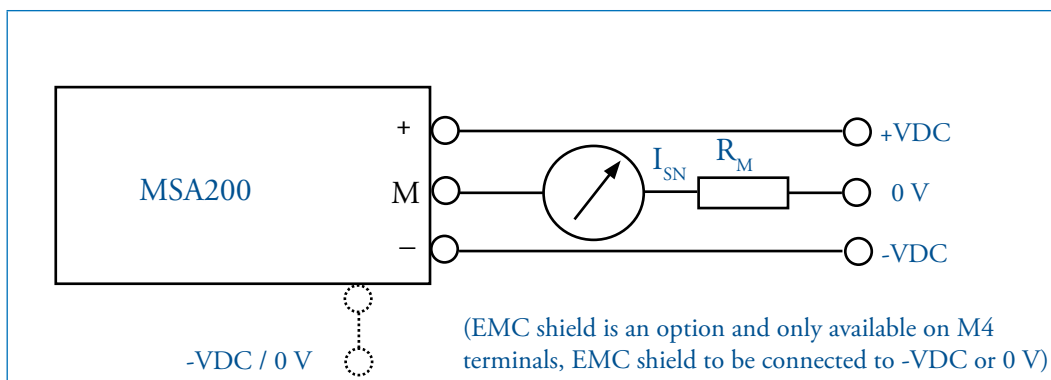 +
+VDC
I_SN R_M
MSA200
M
0 V
–
-VDC
(EMC shield is an option and only available on M4
terminals, EMC shield to be connected to -VDC or 0 V)
-VDC / 0 V